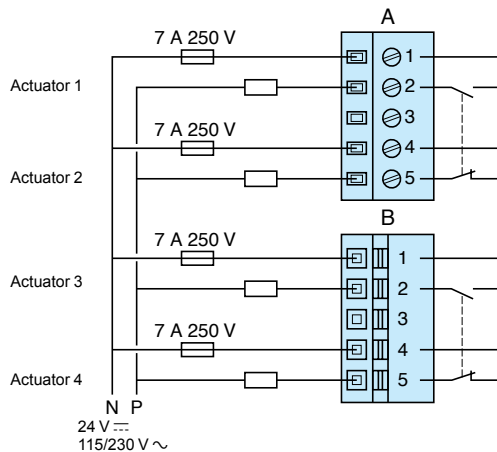 A
7 A 250 V
1
Actuator 1
2
3
7 A 250 V
4
Actuator 2
5
B
7 A 250 V
1
Actuator 3
2
3
7 A 250 V
4
Actuator 4
5
N P
24 V ⎓
115/230 V ∿